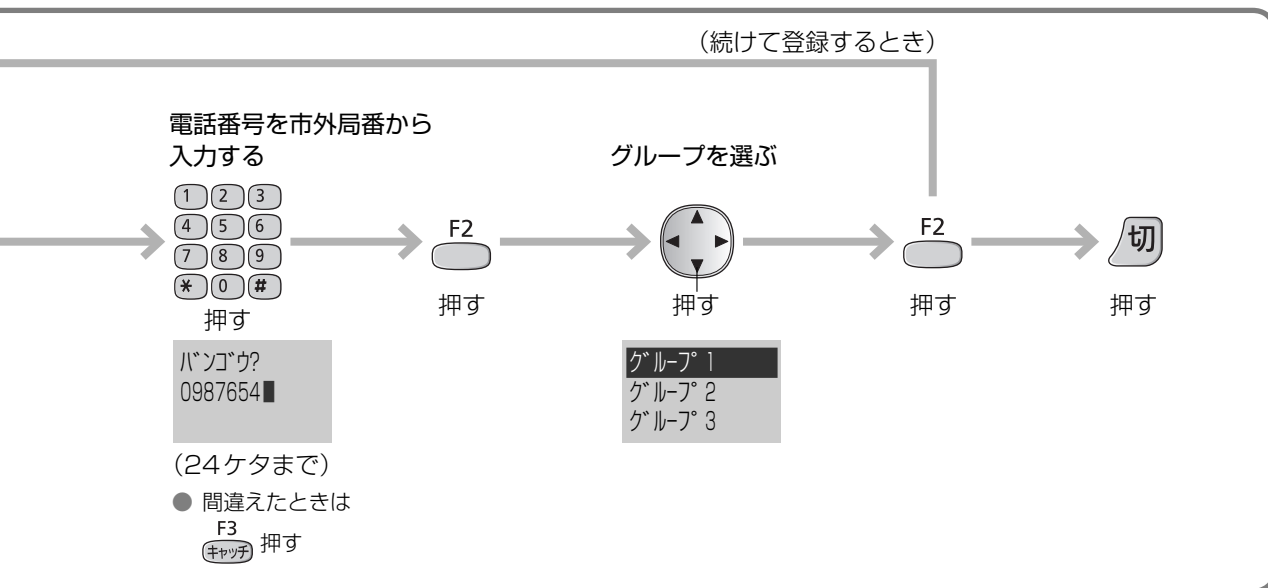 （続けて登録するとき）
電話番号を市外局番から
入力する
グループを選ぶ
1 2 3
4 5 6
7 8 9
* 0 #
F2
F2
切
押す
押す
押す
押す
押す
ﾊﾞﾝｺﾞｳ?
0987654
ｸﾞﾙｰﾌﾟ 1
ｸﾞﾙｰﾌﾟ 2
ｸﾞﾙｰﾌﾟ 3
（24ケタまで）
● 間違えたときは
F3
キャッチ 押す